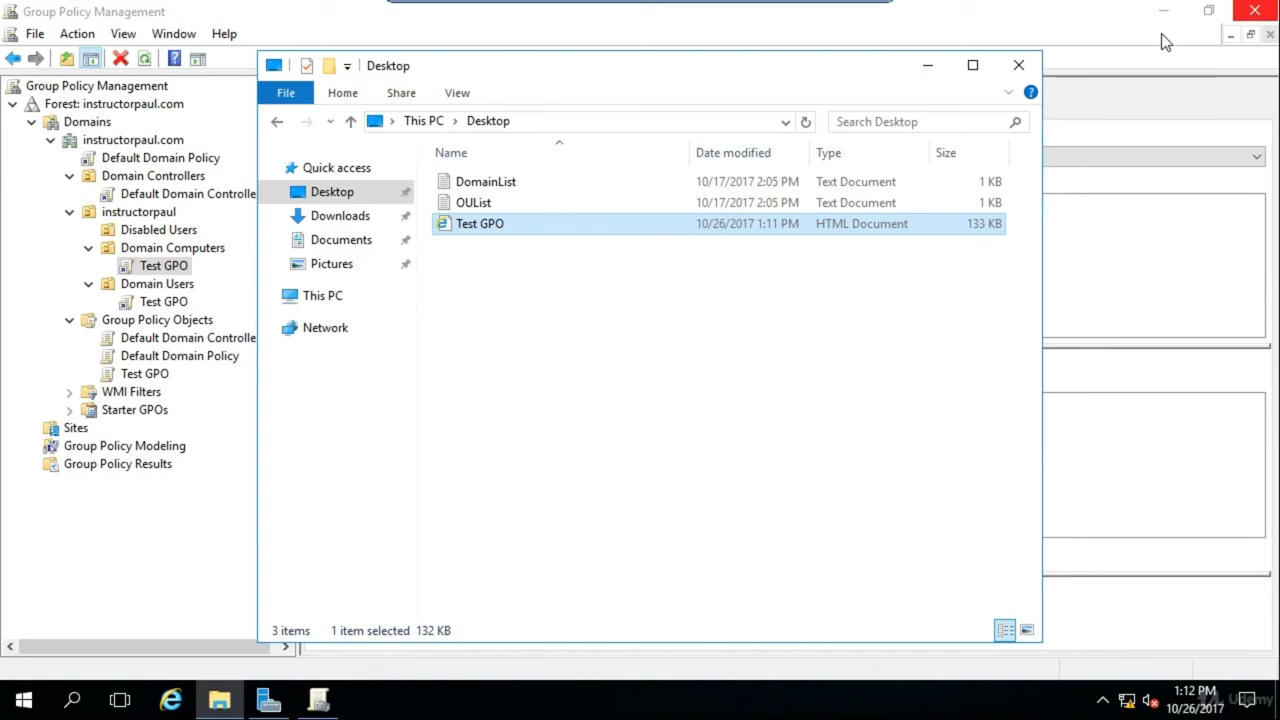 Group Policy Management
File Action View Window Help
Group Policy Management
Forest: instructorpaul.com
Domains
instructorpaul.com
Default Domain Policy
Domain Controllers
Default Domain Controlle
instructorpaul
Disabled Users
Domain Computers
Test GPO
Domain Users
Test GPO
Group Policy Objects
Default Domain Controlle
Default Domain Policy
Test GPO
WMI Filters
Starter GPOs
Sites
Group Policy Modeling
Group Policy Results
Desktop
File Home Share View
This PC > Desktop
Search Desktop
Quick access
Desktop
Downloads
Documents
Pictures
This PC
Network
Name Date modified Type Size
DomainList 10/17/2017 2:05 PM Text Document 1 KB
OUList 10/17/2017 2:05 PM Text Document 1 KB
Test GPO 10/26/2017 1:11 PM HTML Document 133 KB
3 items 1 item selected 132 KB
1:12 PM
10/26/2017
Udemy